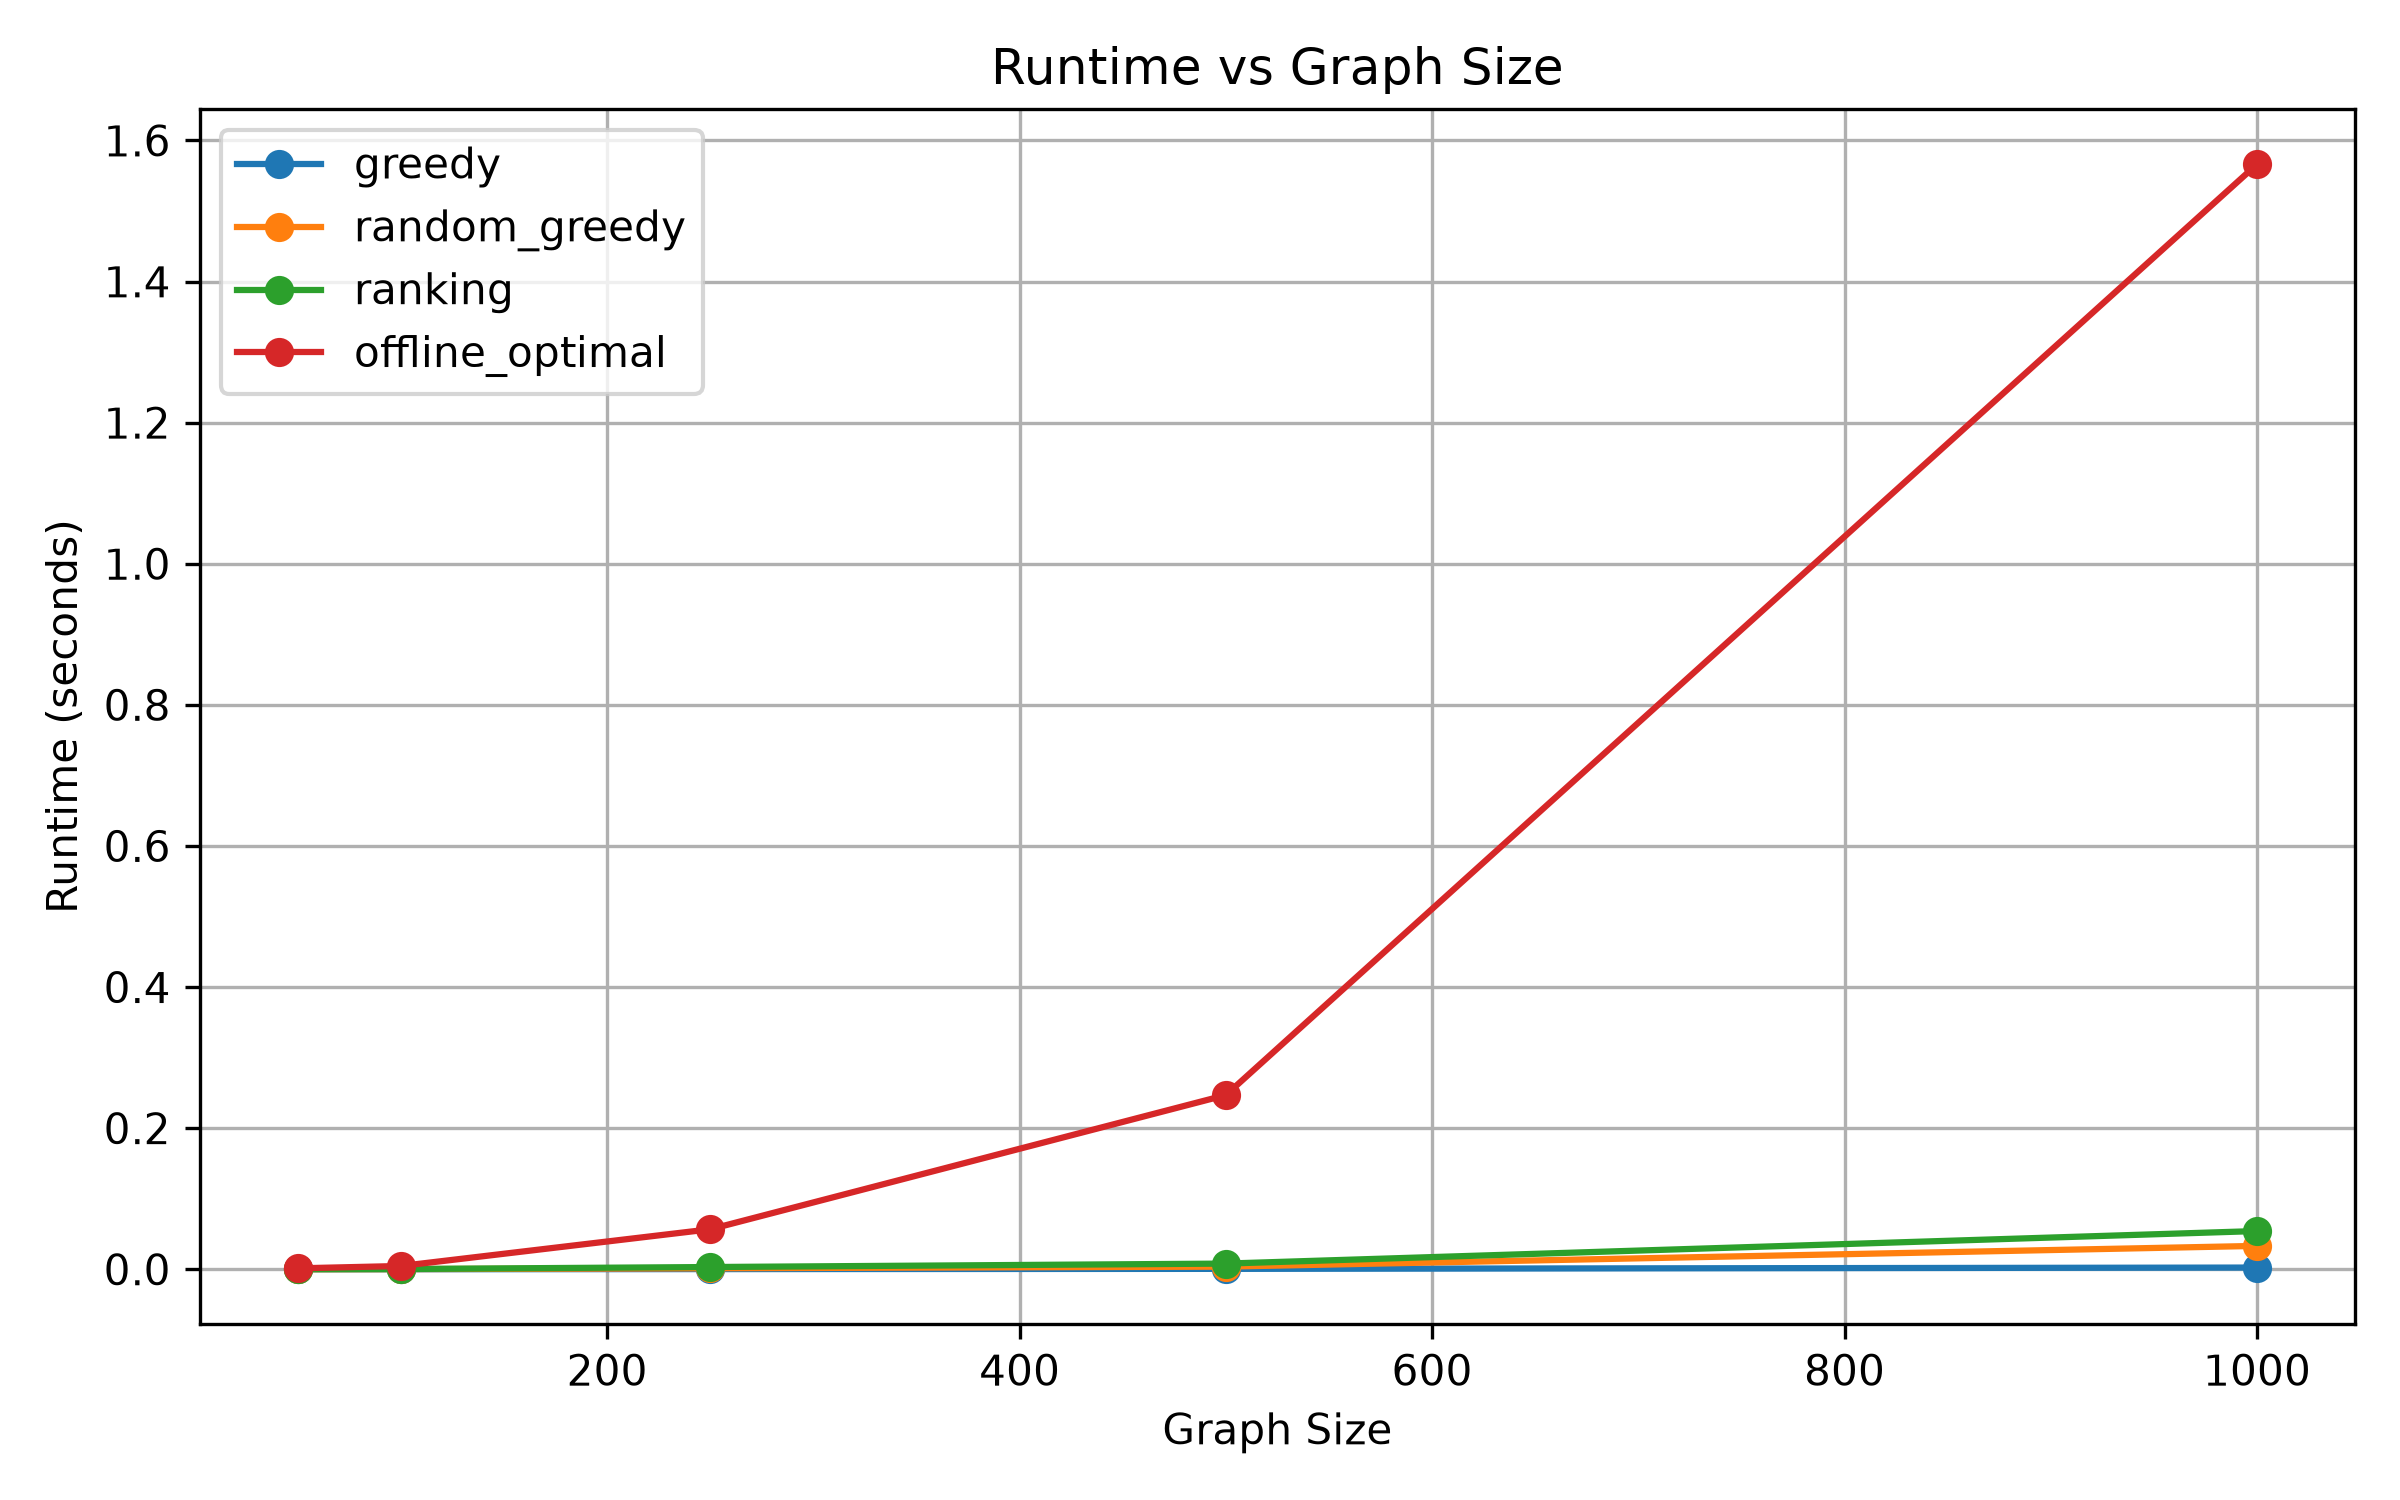 Runtime vs Graph Size
greedy
random_greedy
ranking
offline_optimal
1.6
1.4
1.2
1.0
0.8
0.6
0.4
0.2
0.0
Runtime (seconds)
200 400 600 800 1000
Graph Size